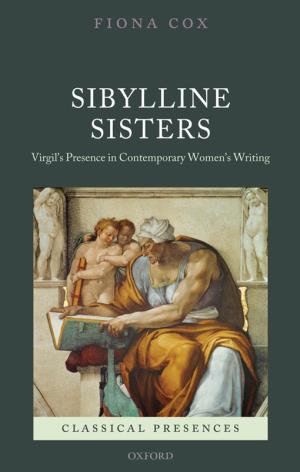 FIONA COX
SIBYLLINE
SISTERS
Virgil's Presence in Contemporary Women's Writing
CLASSICAL PRESENCES
OXFORD